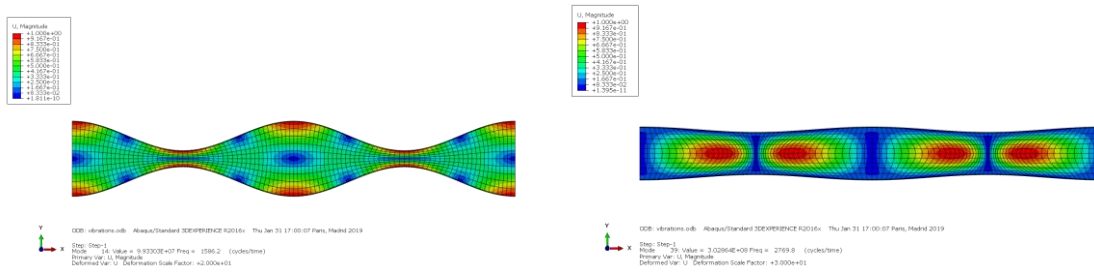 U, Magnitude
+1.000e+00
+9.167e-01
+8.333e-01
+7.500e-01
+6.667e-01
+5.833e-01
+5.000e-01
+4.167e-01
+3.333e-01
+2.500e-01
+1.667e-01
+8.333e-02
+1.811e-10
Y
X
ODB: vibrations.odb Abaqus/Standard 3DEXPERIENCE R2016x Thu Jan 31 17:00:07 Paris, Madrid 2019
Step: Step-1
Mode 14: Value = 9.93303E+07 Freq = 1586.2 (cycles/time)
Primary Var: U, Magnitude
Deformed Var: U Deformation Scale Factor: +2.000e+01
U, Magnitude
+1.000e+00
+9.167e-01
+8.333e-01
+7.500e-01
+6.667e-01
+5.833e-01
+5.000e-01
+4.167e-01
+3.333e-01
+2.500e-01
+1.667e-01
+8.333e-02
+1.395e-11
Y
X
ODB: vibrations.odb Abaqus/Standard 3DEXPERIENCE R2016x Thu Jan 31 17:00:07 Paris, Madrid 2019
Step: Step-1
Mode 39: Value = 3.02864E+08 Freq = 2769.8 (cycles/time)
Primary Var: U, Magnitude
Deformed Var: U Deformation Scale Factor: +3.000e+01